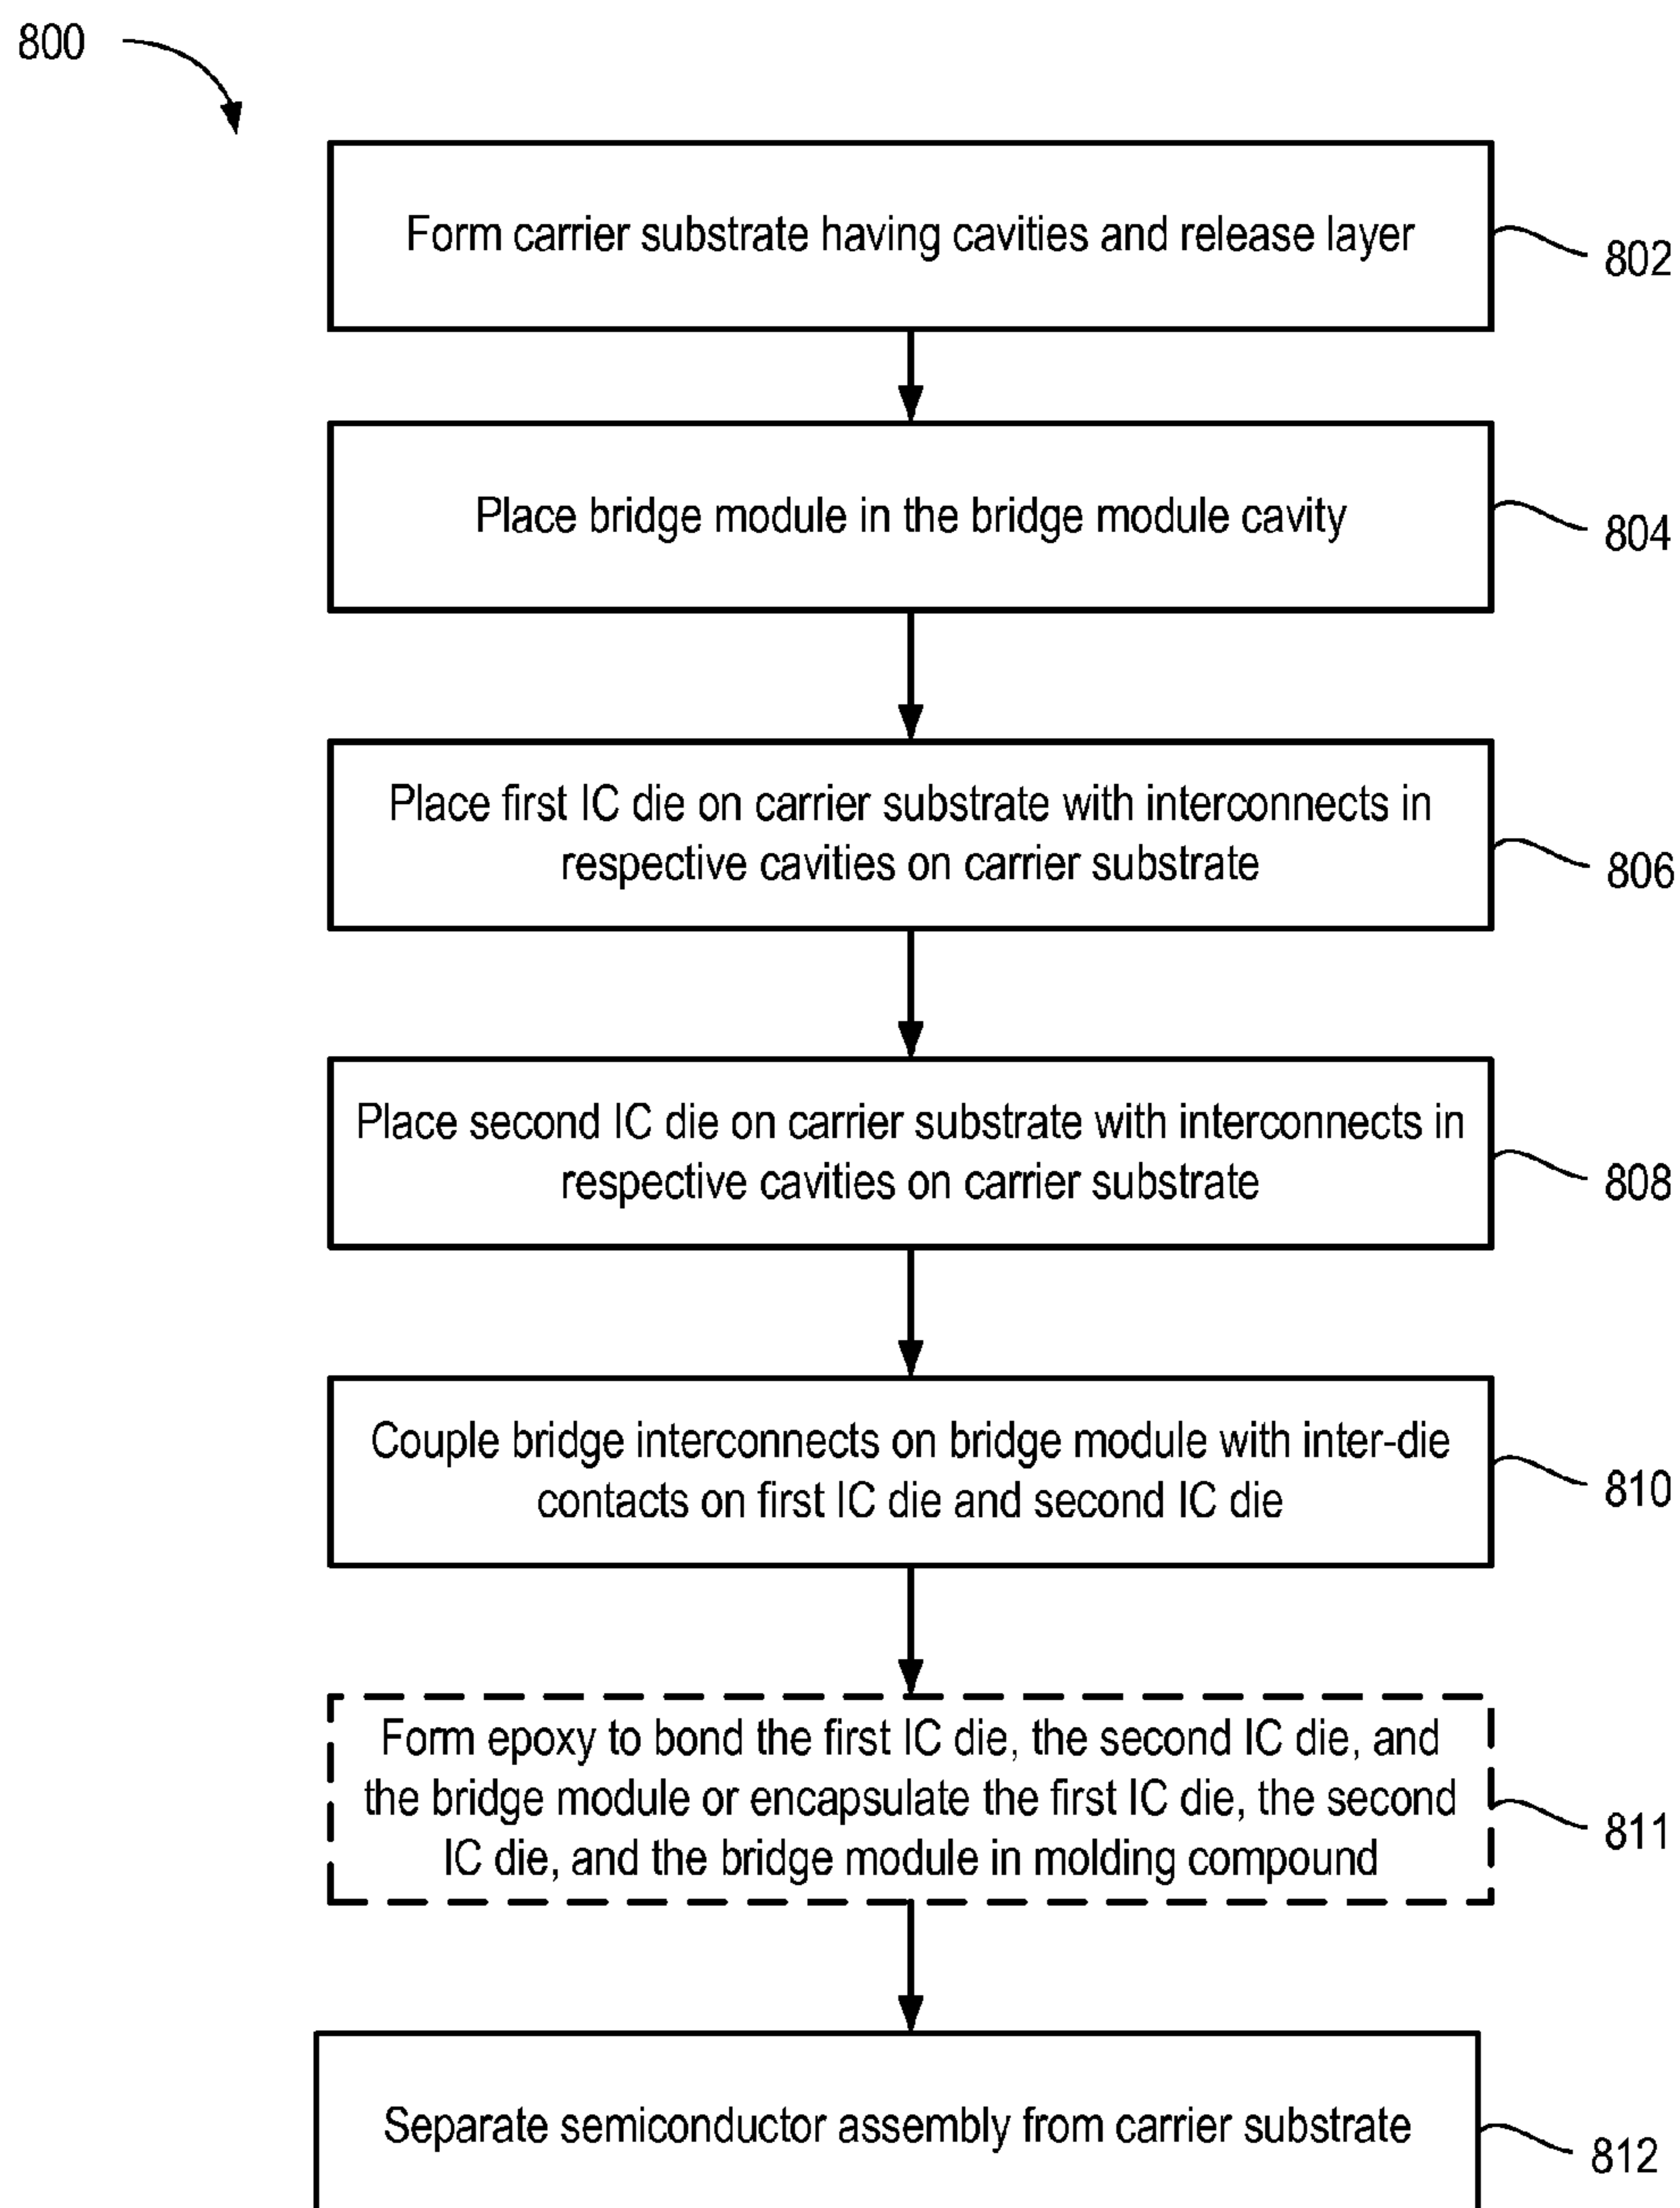 800
Form carrier substrate having cavities and release layer
802
Place bridge module in the bridge module cavity
804
Place first IC die on carrier substrate with interconnects in
respective cavities on carrier substrate
806
Place second IC die on carrier substrate with interconnects in
respective cavities on carrier substrate
808
Couple bridge interconnects on bridge module with inter-die
contacts on first IC die and second IC die
810
Form epoxy to bond the first IC die, the second IC die, and
the bridge module or encapsulate the first IC die, the second
IC die, and the bridge module in molding compound
811
Separate semiconductor assembly from carrier substrate
812